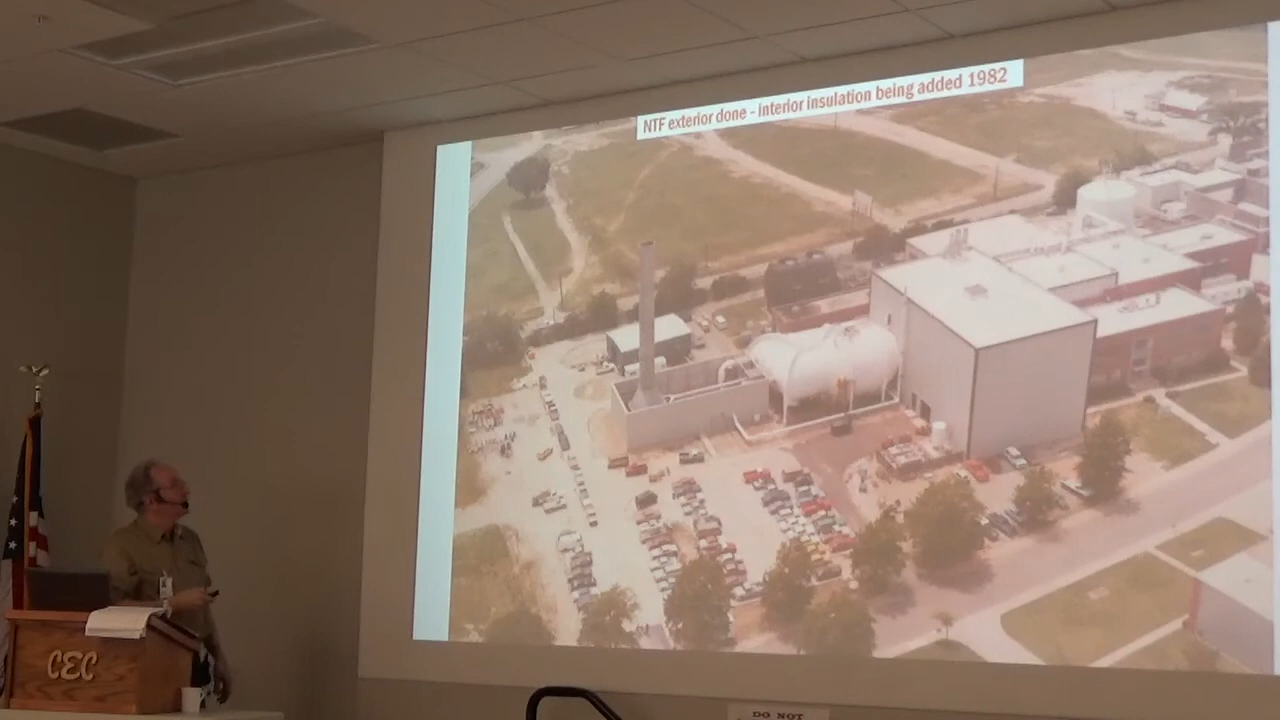 NTF exterior done - interior insulation being added 1982
CEC
DO NOT